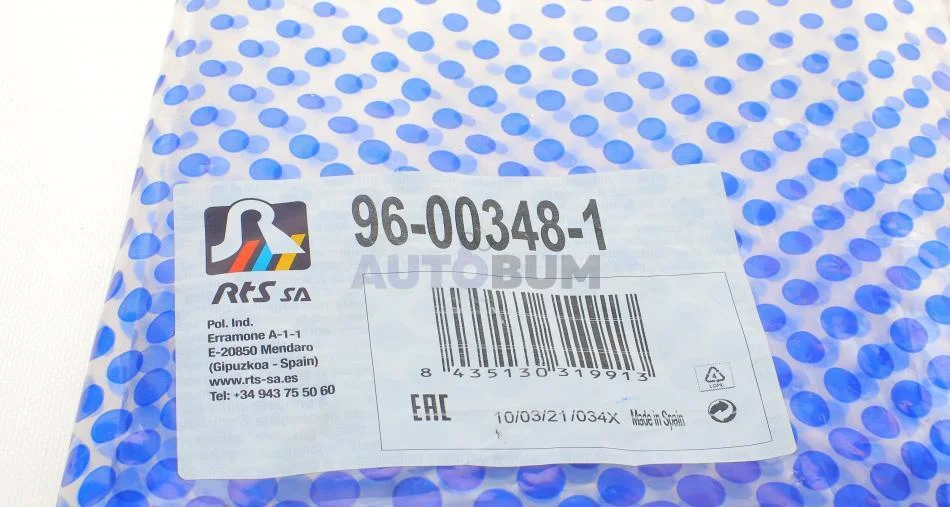 96-00348-1
AUTOBUM
RtS SA
Pol. Ind.
Erramone A-1-1
E-20850 Mendaro
(Gipuzkoa - Spain)
www.rts-sa.es
Tel: +34 943 75 50 60
8 435130 319913
4
LDPE
EAC
10/03/21/034X Made in Spain